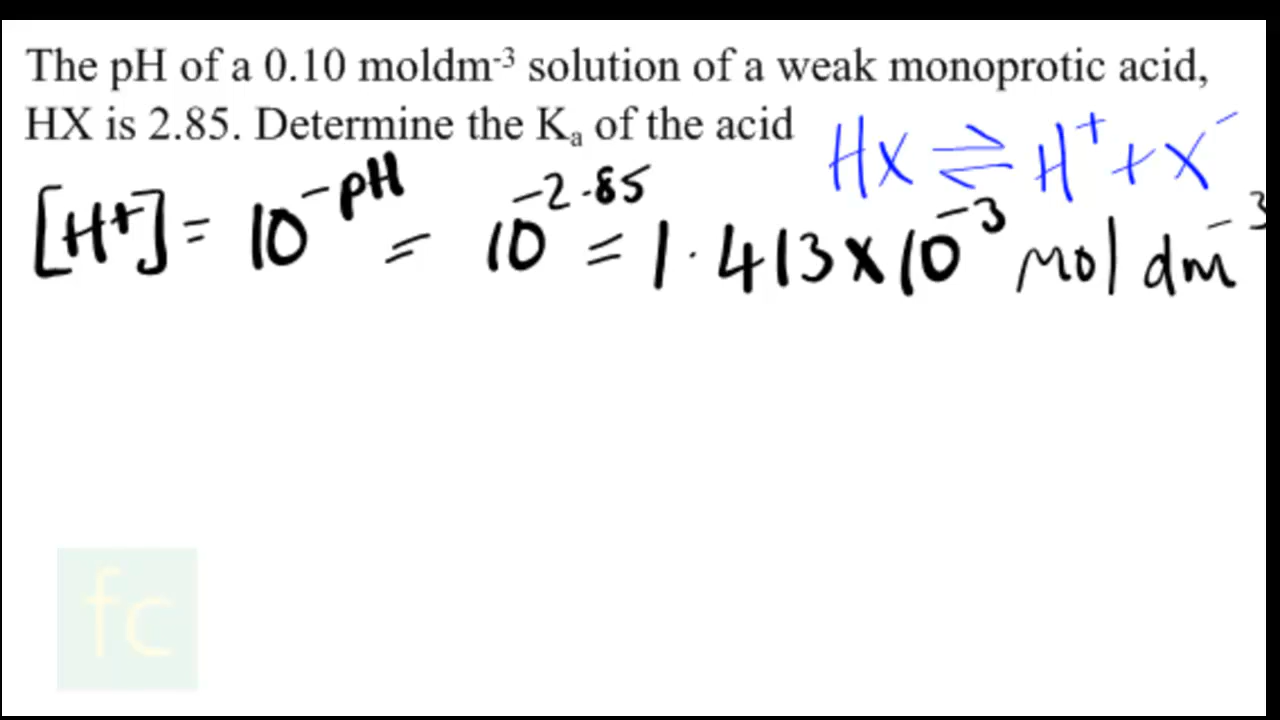 The pH of a 0.10 moldm⁻³ solution of a weak monoprotic acid,
HX is 2.85. Determine the Kₐ of the acid
HX ⇌ H⁺ + X⁻
[H⁺] = 10^-pH = 10^-2.85 = 1.413 × 10⁻³ mol dm⁻³
fc